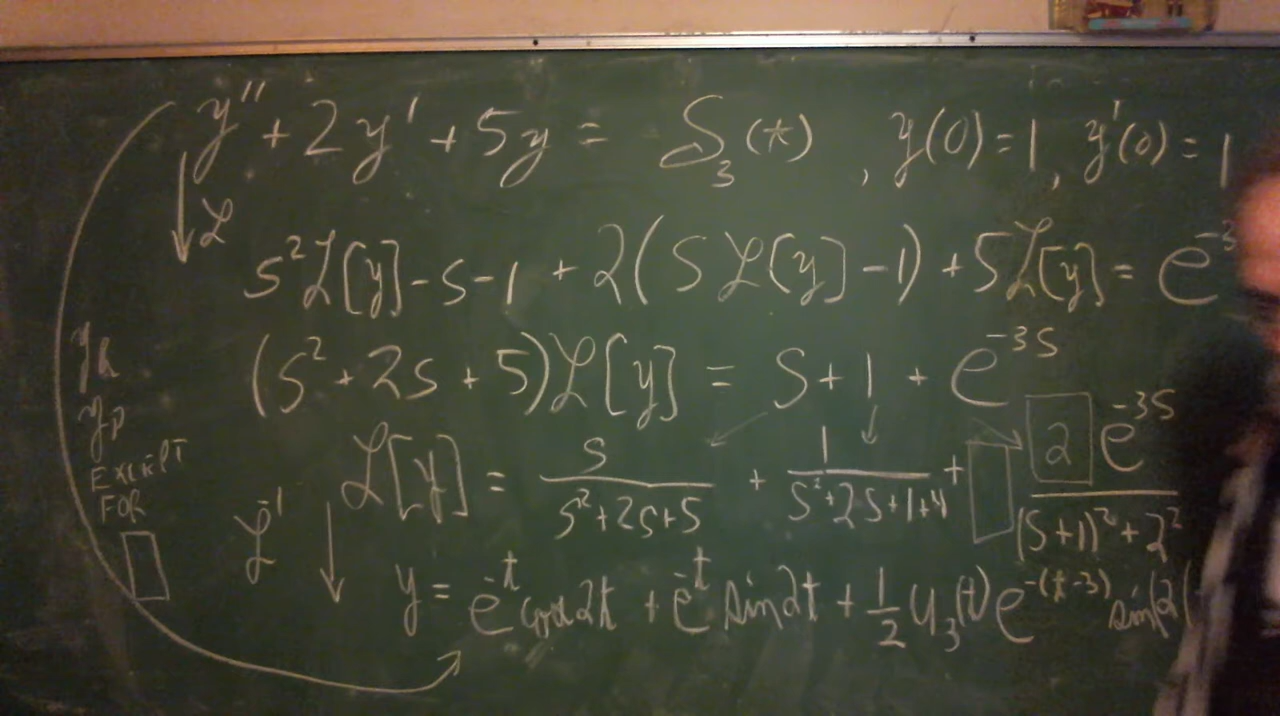 y'' + 2y' + 5y = δ₃(t), y(0) = 1, y'(0) = 1
↓ ℒ
s²ℒ[y] - s - 1 + 2(sℒ[y] - 1) + 5ℒ[y] = e⁻³
(s² + 2s + 5)ℒ[y] = s + 1 + e^{-3s}
yh
yp
EXCEPT
FOR
□
ℒ[y] = s/(s² + 2s + 5) + 1/(s² + 2s + 1 + 4) + □ 2 e^{-3s}/((s+1)² + 2²)
ℒ⁻¹ ↓
y = e^{-t} cos 2t + e^{-t} sin 2t + 1/2 u₃(t) e^{-(t-3)} sin(2(